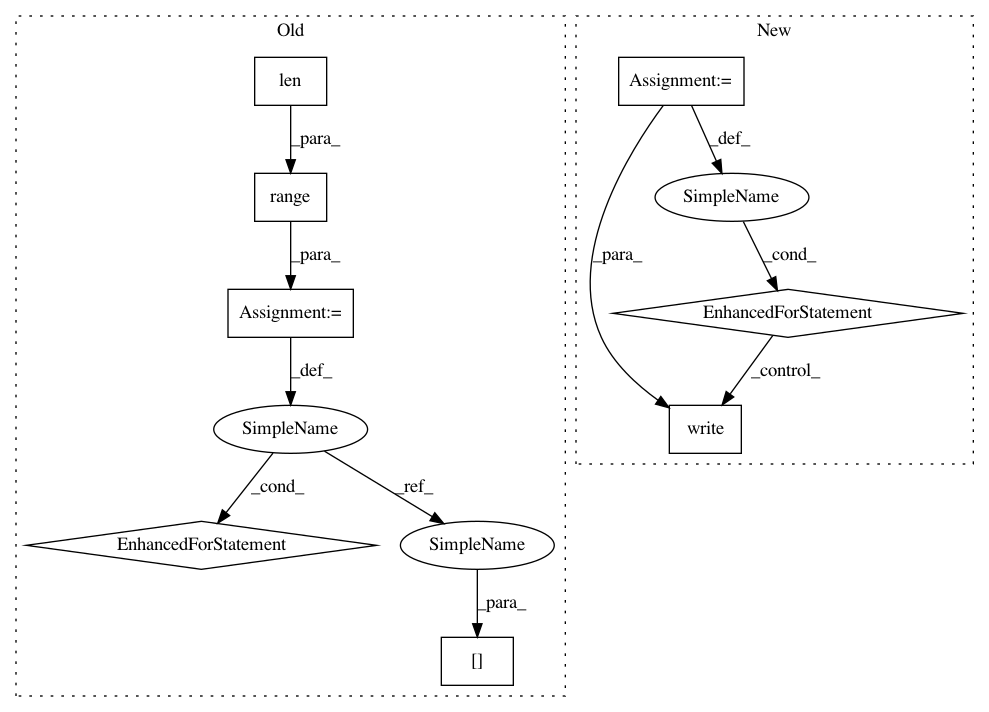 Old
len
_para_
range
_para_
Assignment:=
_def_
SimpleName
_cond_
_ref_
EnhancedForStatement
SimpleName
_para_
[]
New
Assignment:=
_def_
SimpleName
_para_
_cond_
EnhancedForStatement
_control_
write